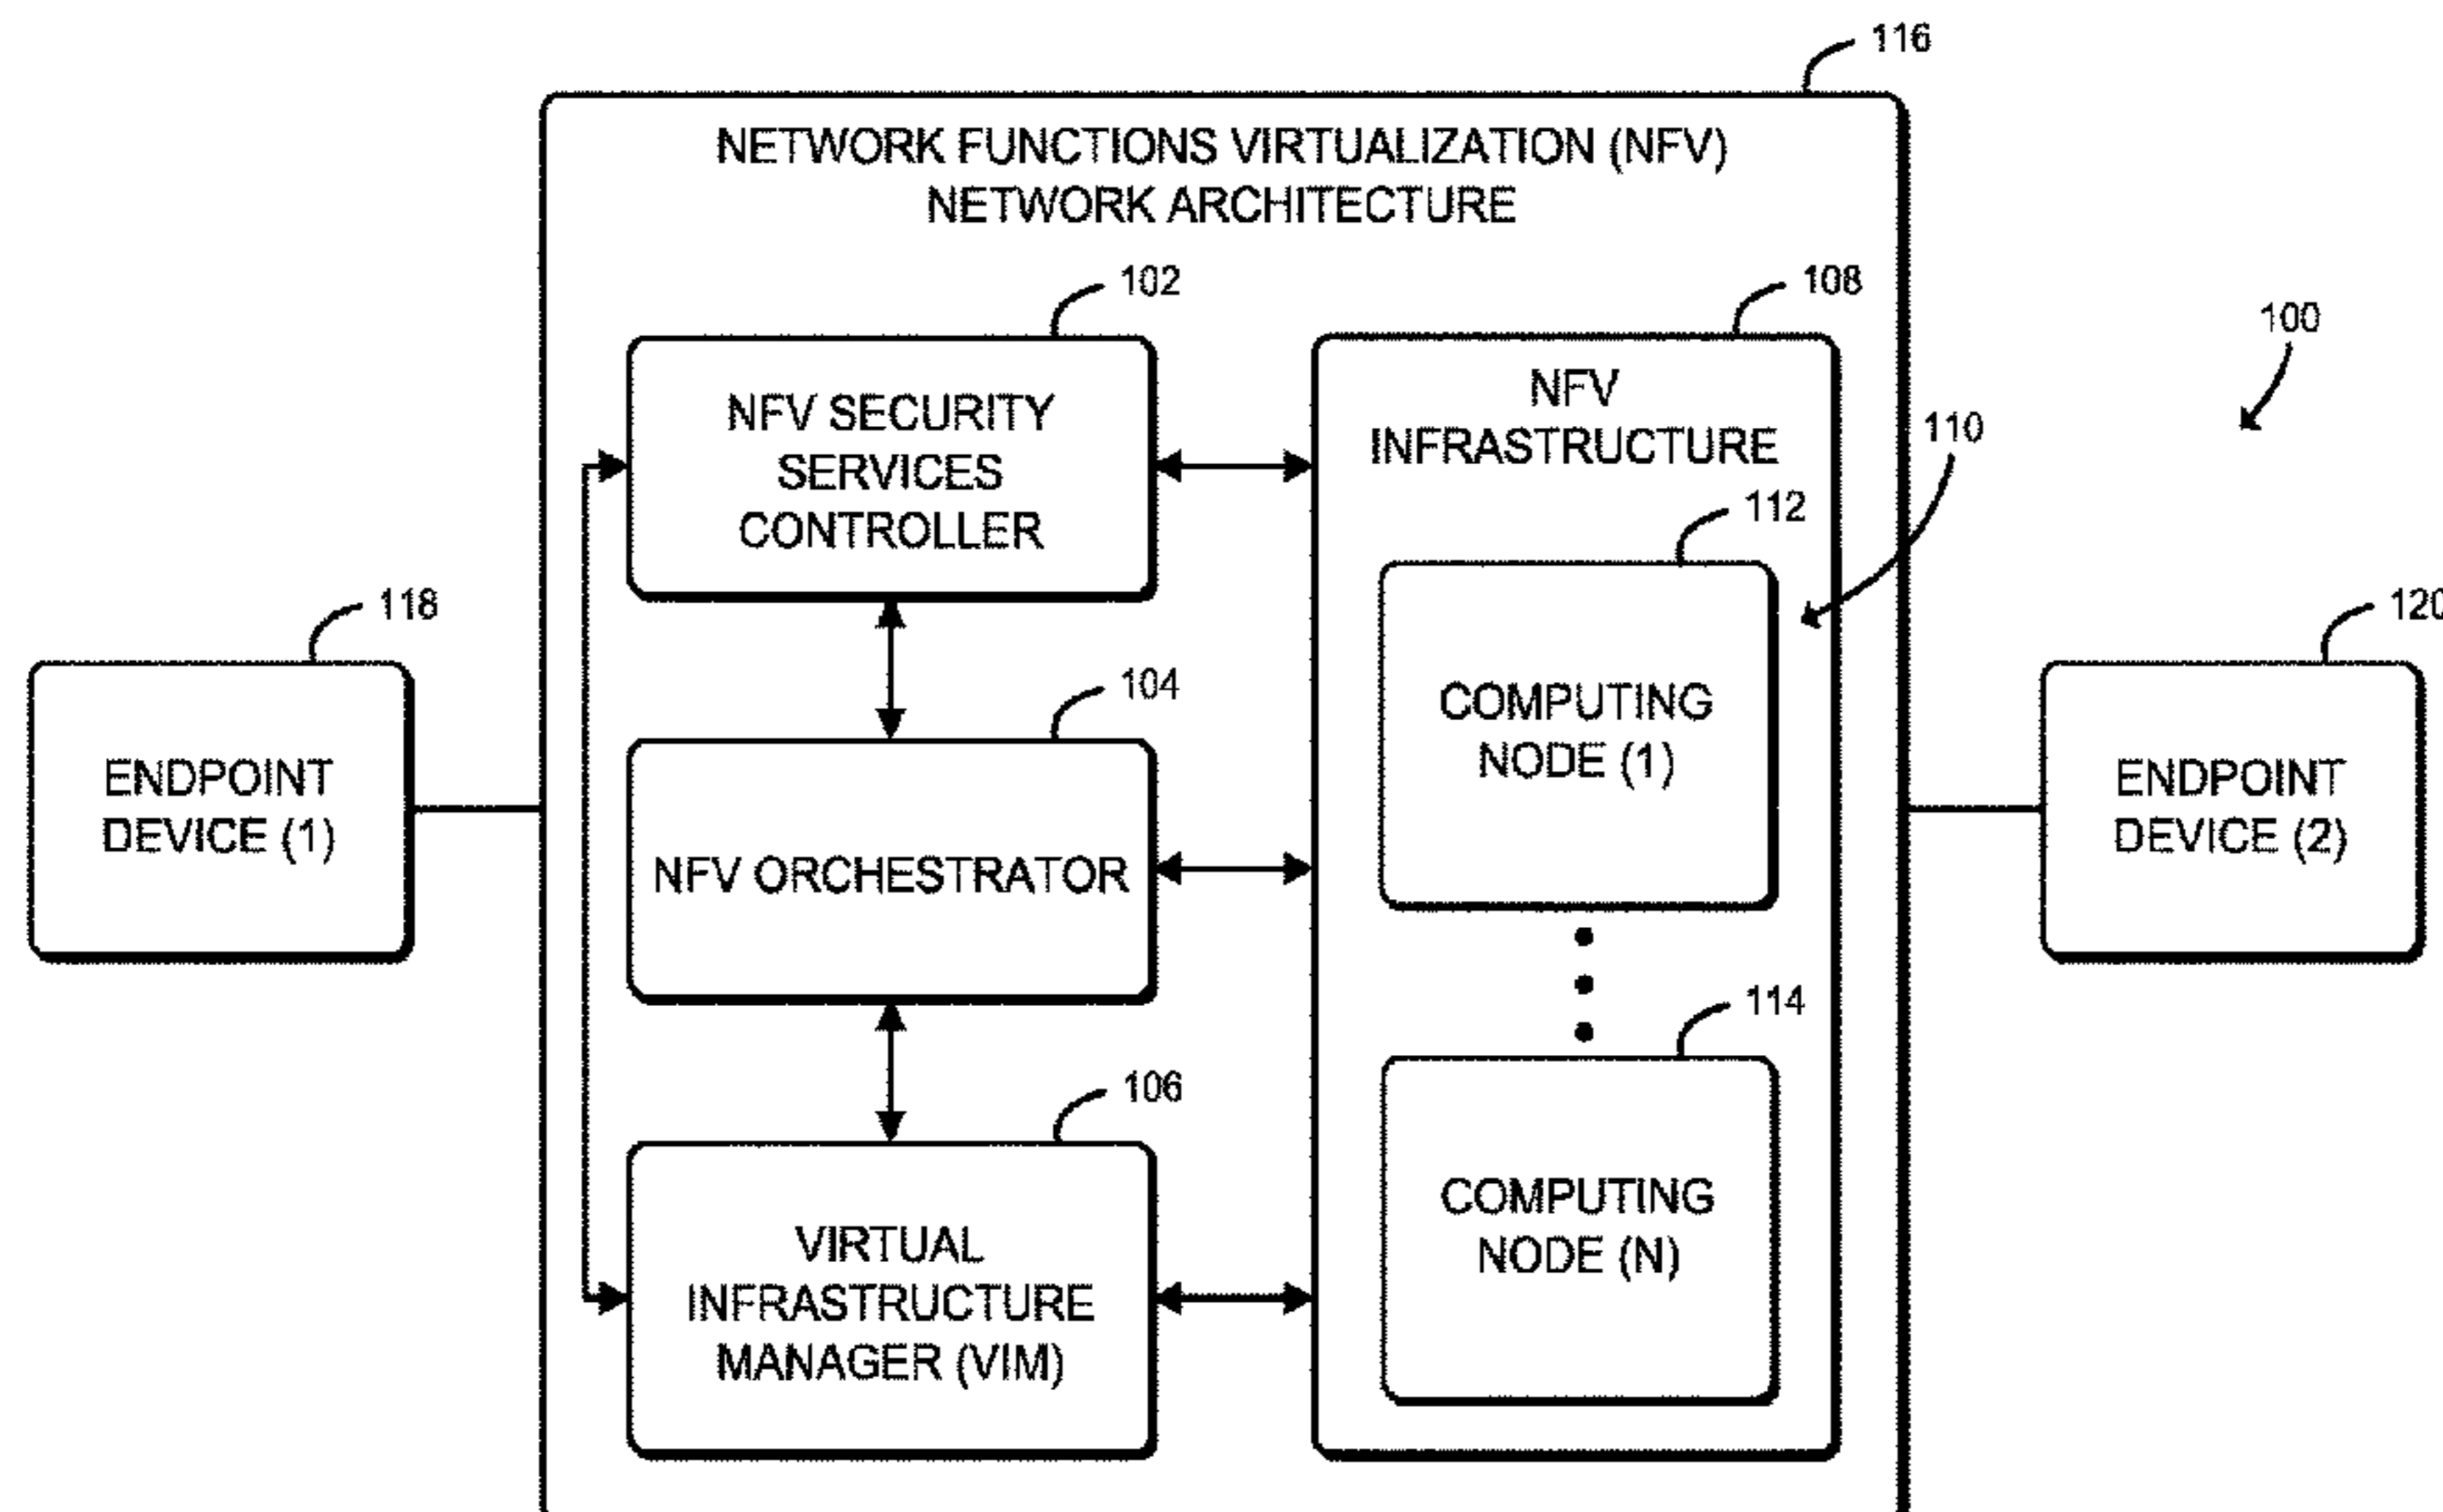 116
NETWORK FUNCTIONS VIRTUALIZATION (NFV)
NETWORK ARCHITECTURE
102
108
100
NFV SECURITY
SERVICES
CONTROLLER
NFV
INFRASTRUCTURE
110
112
118
120
104
COMPUTING
NODE (1)
ENDPOINT
DEVICE (1)
NFV ORCHESTRATOR
ENDPOINT
DEVICE (2)
114
106
COMPUTING
NODE (N)
VIRTUAL
INFRASTRUCTURE
MANAGER (VIM)